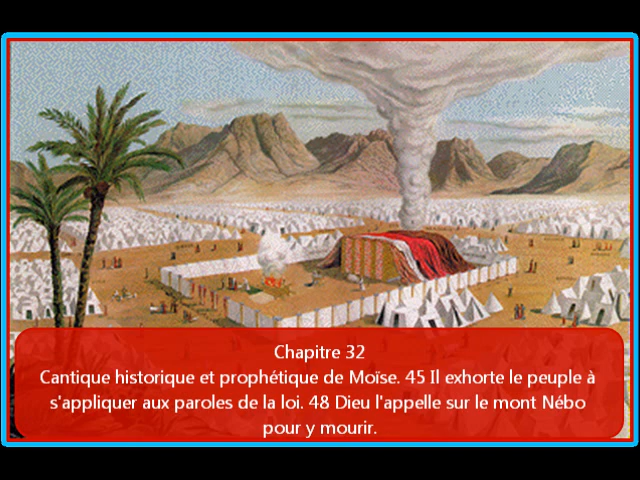 Chapitre 32
Cantique historique et prophétique de Moïse. 45 Il exhorte le peuple à
s'appliquer aux paroles de la loi. 48 Dieu l'appelle sur le mont Nébo
pour y mourir.